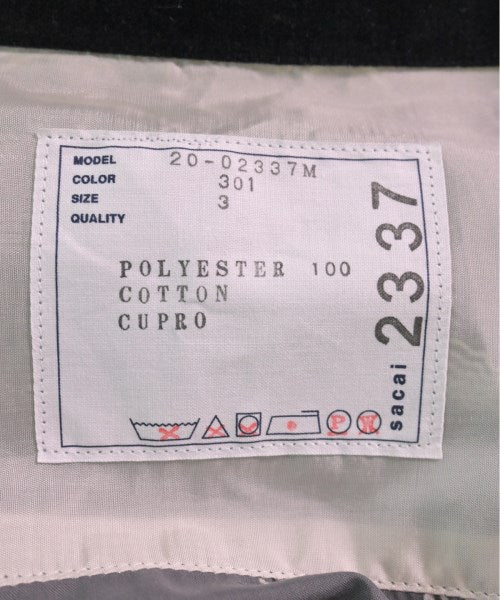 MODEL 20-02337M
COLOR 301
SIZE 3
QUALITY
POLYESTER 100
COTTON
CUPRO
P W
sacai 2337